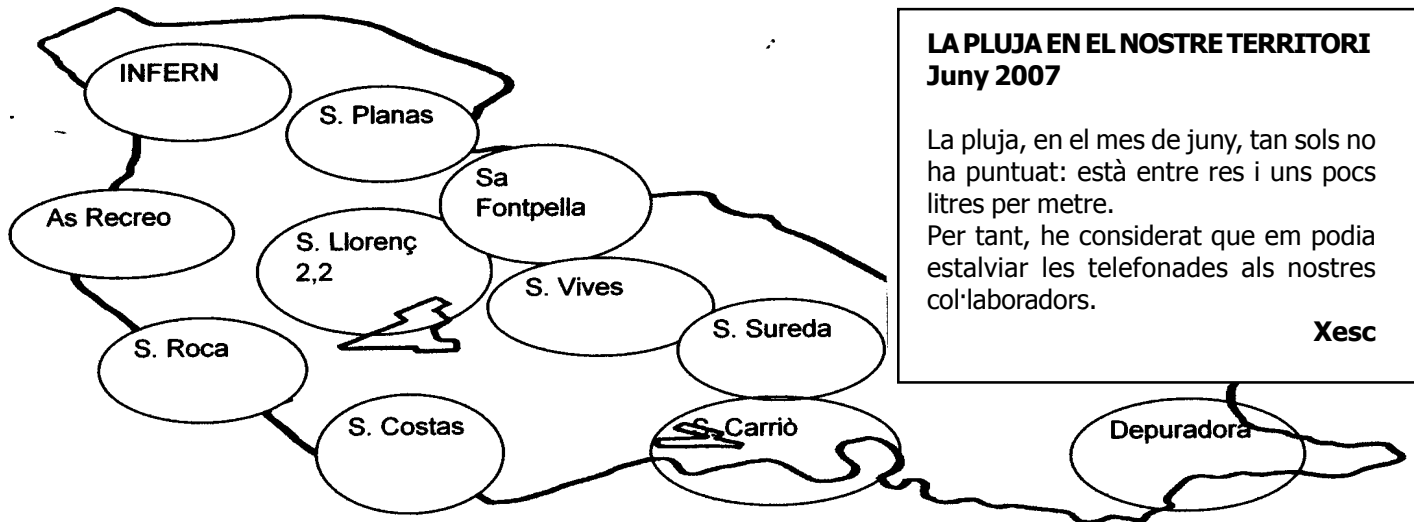 INFERN
S. Planas
Sa
Fontpella
As Recreo
S. Llorenç
2,2
S. Vives
S. Sureda
S. Roca
S. Costas
S. Carriò
Depuradora
LA PLUJA EN EL NOSTRE TERRITORI
Juny 2007
La pluja, en el mes de juny, tan sols no
ha puntuat: està entre res i uns pocs
litres per metre.
Per tant, he considerat que em podia
estalviar les telefonades als nostres
col·laboradors.
Xesc